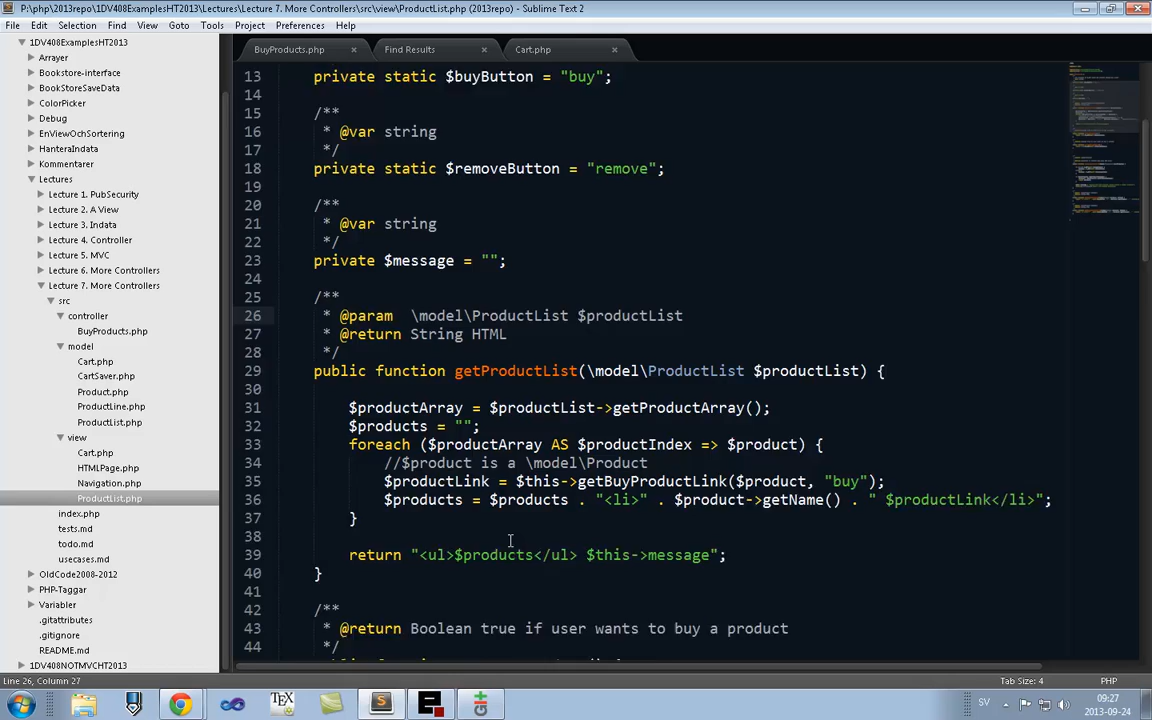 P:\php\2013repo\1DV408ExamplesHT2013\Lectures\Lecture 7. More Controllers\src\view\ProductList.php (2013repo) - Sublime Text 2
File Edit Selection Find View Goto Tools Project Preferences Help
1DV408ExamplesHT2013
Arrayer
Bookstore-interface
BookStoreSaveData
ColorPicker
Debug
EnViewOchSortering
HanteraIndata
Kommentarer
Lectures
Lecture 1. PubSecurity
Lecture 2. A View
Lecture 3. Indata
Lecture 4. Controller
Lecture 5. MVC
Lecture 6. More Controllers
Lecture 7. More Controllers
src
controller
BuyProducts.php
model
Cart.php
CartSaver.php
Product.php
ProductLine.php
ProductList.php
view
Cart.php
HTMLPage.php
Navigation.php
ProductList.php
index.php
tests.md
todo.md
usecases.md
OldCode2008-2012
PHP-Taggar
Variabler
.gitattributes
.gitignore
README.md
1DV408NOTMVCHT2013
BuyProducts.php Find Results Cart.php
13 private static $buyButton = "buy";
14
15 /**
16 * @var string
17 */
18 private static $removeButton = "remove";
19
20 /**
21 * @var string
22 */
23 private $message = "";
24
25 /**
26 * @param  \model\ProductList $productList
27 * @return String HTML
28 */
29 public function getProductList(\model\ProductList $productList) {
30
31 $productArray = $productList->getProductArray();
32 $products = "";
33 foreach ($productArray AS $productIndex => $product) {
34 //$product is a \model\Product
35 $productLink = $this->getBuyProductLink($product, "buy");
36 $products = $products . "<li>" . $product->getName() . " $productLink</li>";
37 }
38
39 return "<ul>$products</ul> $this->message";
40 }
41
42 /**
43 * @return Boolean true if user wants to buy a product
44 */
Line 26, Column 27 Tab Size: 4 PHP
SV 09:27
2013-09-24